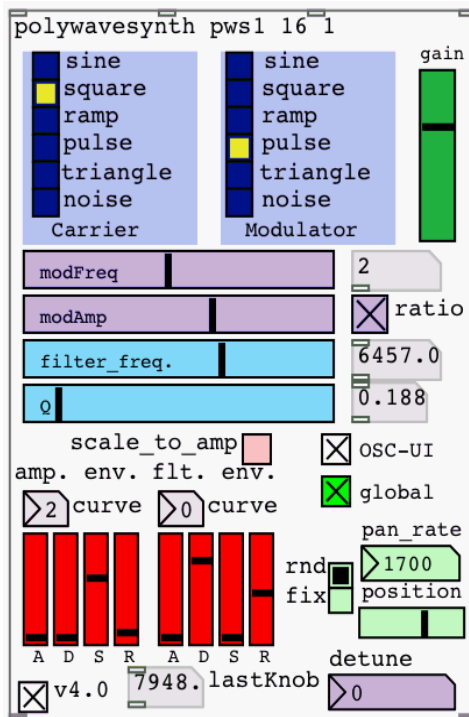 polywavesynth pws1 16 1
sine sine gain
square square
ramp ramp
pulse pulse
triangle triangle
noise noise
Carrier Modulator
modFreq 2
modAmp ratio
filter_freq. 6457.0
Q 0.188
scale_to_amp OSC-UI
amp. env. flt. env.
global
2 curve 0 curve
pan_rate
rnd 1700
fix position
A D S R A D S R
detune
v4.0 7948. lastKnob
0